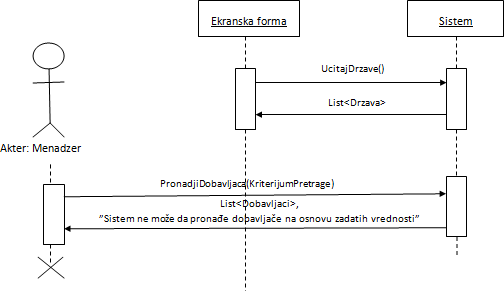 Ekranska forma
Sistem
UcitajDrzave()
List<Drzava>
Akter: Menadzer
PronadjiDobavljaca(KriterijumPretrage)
List<Dobavljaci>,
"Sistem ne može da pronađe dobavljače na osnovu zadatih vrednosti"